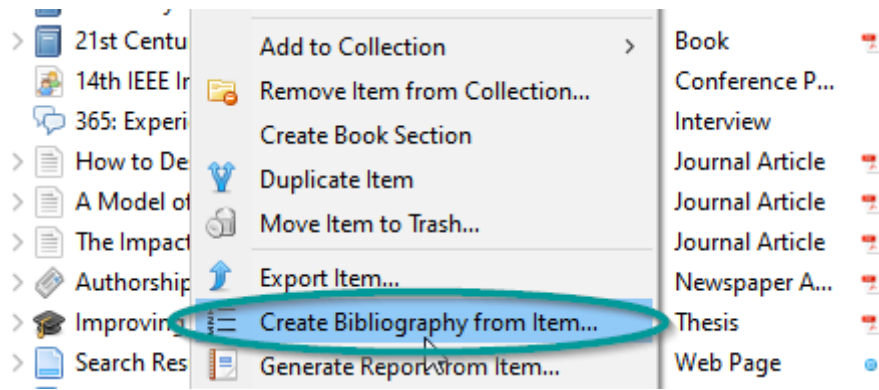 21st Centu
14th IEEE
365: Experi
How to De
A Model of
The Impact
Authorship
Improving
Search Res
Add to Collection
Remove Item from Collection...
Create Book Section
Duplicate Item
Move Item to Trash...
Export Item...
Create Bibliography from Item...
Generate Report from Item...
Book
Conference P...
Interview
Journal Article
Journal Article
Journal Article
Newspaper A...
Thesis
Web Page